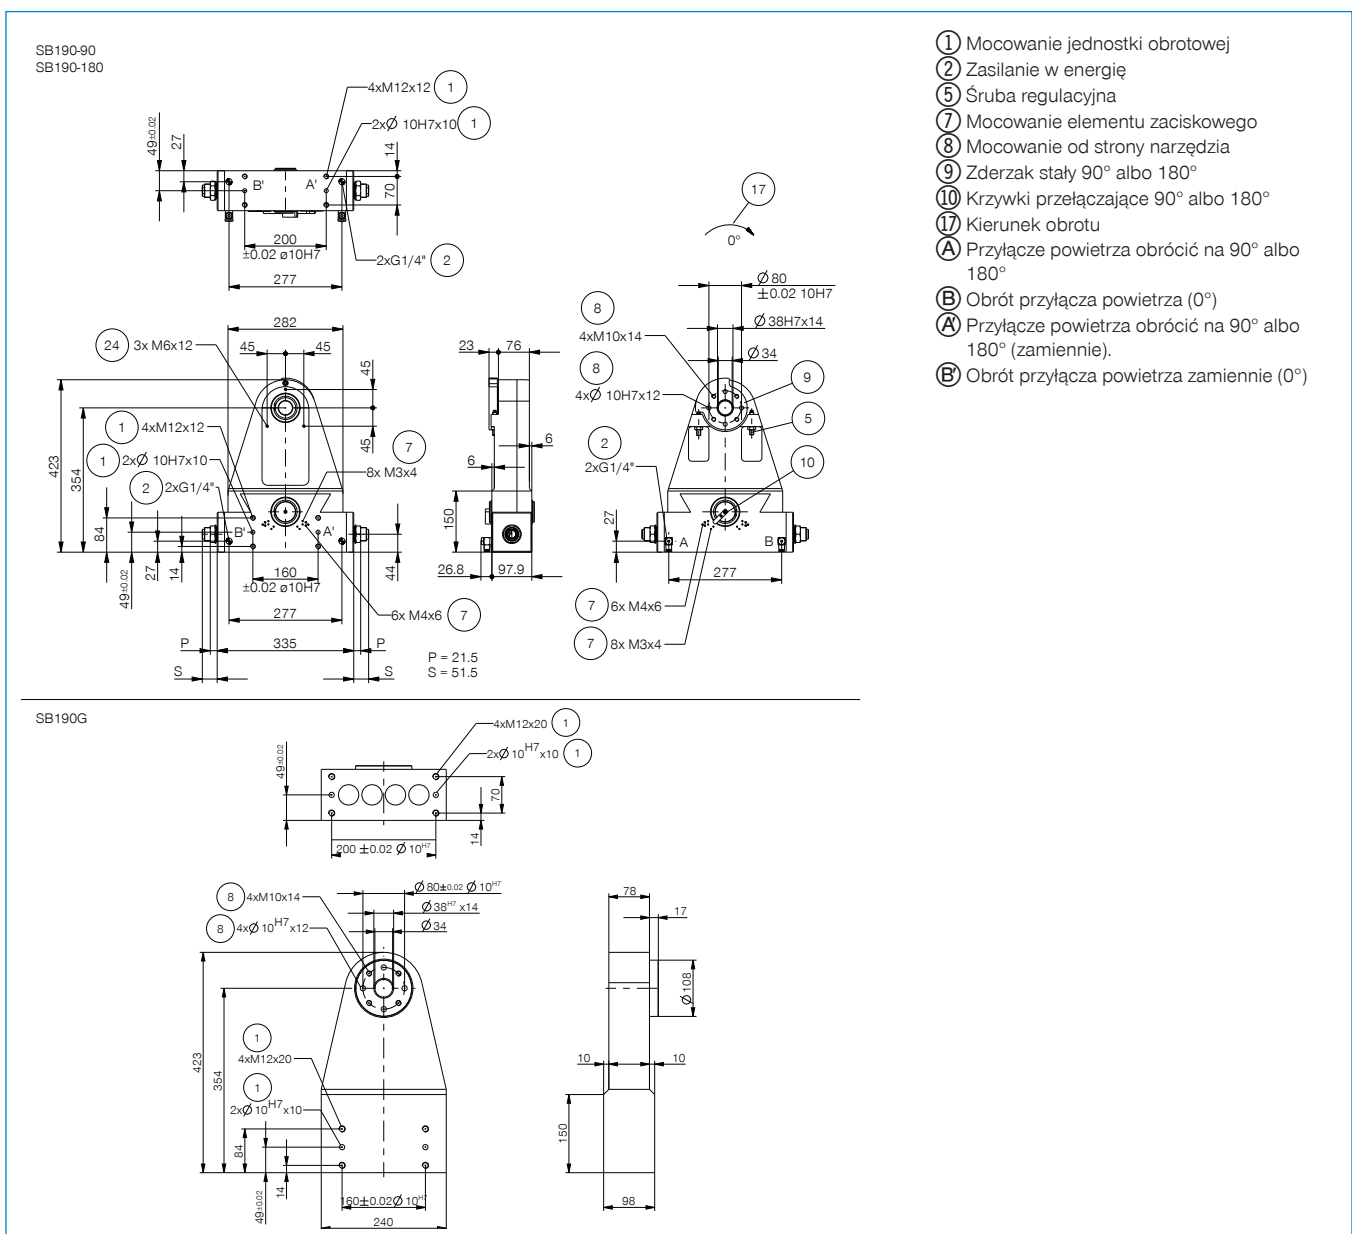 SB190-90
SB190-180
4xM12x12 1
2xØ 10H7x10 1
49±0.02
27
14
70
B' A'
200
±0.02 ø10H7
277
2xG1/4" 2
17
0°
Ø 80
±0.02 10H7
Ø 38H7x14
Ø 34
8
4xM10x14
8
4xØ 10H7x12
9
5
10
2
2xG1/4"
27
A B
277
7 6x M4x6
7 8x M3x4
282
24 3x M6x12
45 45
45
45
423
354
1 4xM12x12
1 2xØ 10H7x10
2 2xG1/4"
7
8x M3x4
B' A'
84
49±0.02
27
14
44
160
±0.02 ø10H7
277
6x M4x6 7
P 335 P
S S
P = 21.5
S = 51.5
23 76
6
6
150
26.8 97.9
SB190G
4xM12x20 1
2xØ 10H7x10 1
49±0.02
70
14
200 ±0.02 Ø 10H7
8 4xM10x14
8 4xØ 10H7x12
Ø 80±0.02 Ø 10H7
Ø 38H7 x14
Ø 34
423
354
1
4xM12x20
1
2xØ 10H7x10
84
49±0.02
14
160±0.02 Ø 10H7
240
78
17
Ø 108
10 10
150
98
1 Mocowanie jednostki obrotowej
2 Zasilanie w energię
5 Śruba regulacyjna
7 Mocowanie elementu zaciskowego
8 Mocowanie od strony narzędzia
9 Zderzak stały 90° albo 180°
10 Krzywki przełączające 90° albo 180°
17 Kierunek obrotu
A Przyłącze powietrza obrócić na 90° albo
180°
B Obrót przyłącza powietrza (0°)
A' Przyłącze powietrza obrócić na 90° albo
180° (zamiennie).
B' Obrót przyłącza powietrza zamiennie (0°)